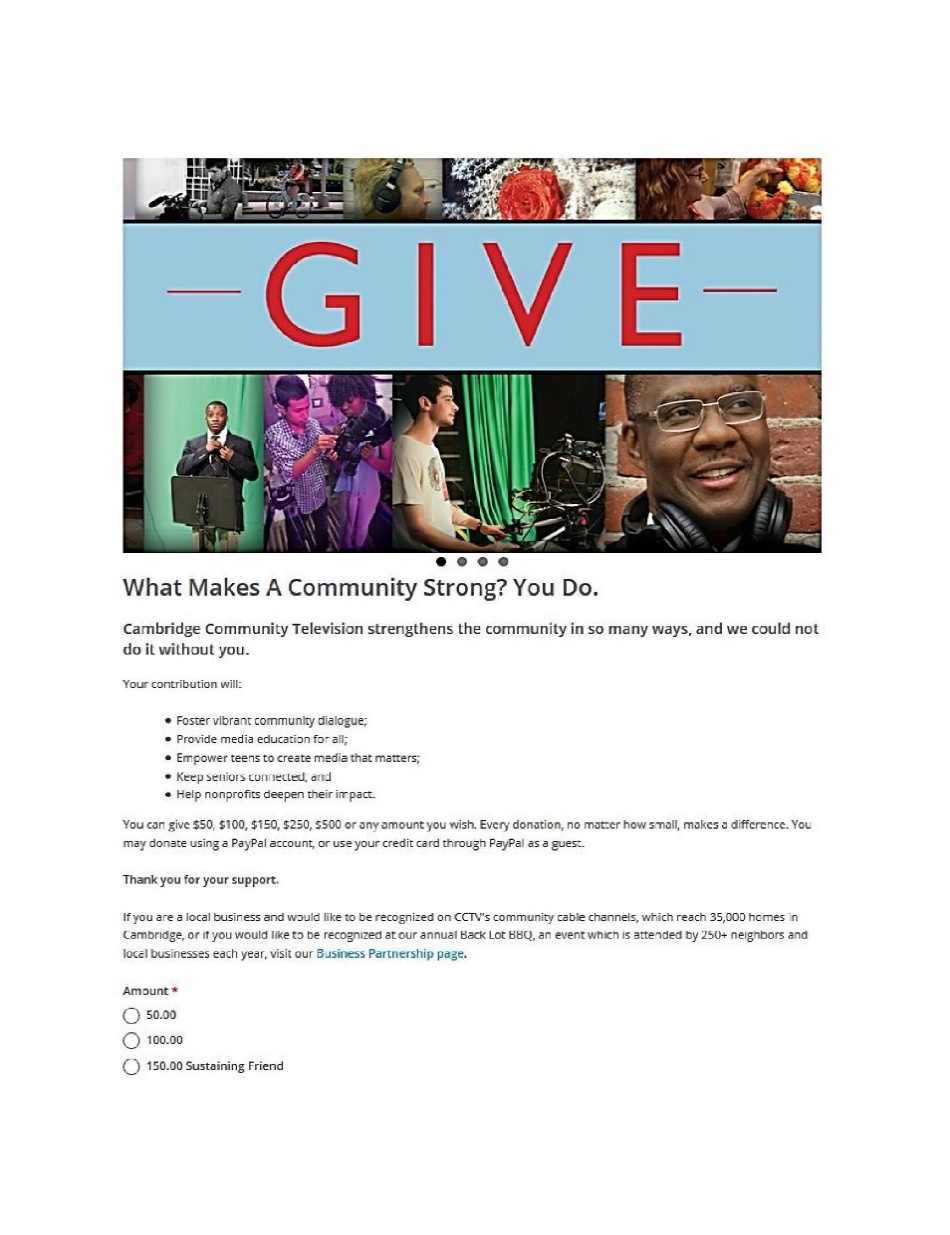 GIVE
What Makes A Community Strong? You Do.
Cambridge Community Television strengthens the community in so many ways, and we could not
do it without you.
Your contribution will:
• Foster vibrant community dialogue;
• Provide media education for all;
• Empower teens to create media that matters;
• Keep seniors connected; and
• Help nonprofits deepen their impact.
You can give $50, $100, $150, $250, $500 or any amount you wish. Every donation, no matter how small, makes a difference. You
may donate using a PayPal account, or use your credit card through PayPal as a guest.
Thank you for your support.
If you are a local business and would like to be recognized on CCTV's community cable channels, which reach 35,000 homes in
Cambridge, or if you would like to be recognized at our annual Back Lot BBQ, an event which is attended by 250+ neighbors and
local businesses each year, visit our Business Partnership page.
Amount *
50.00
100.00
150.00 Sustaining Friend